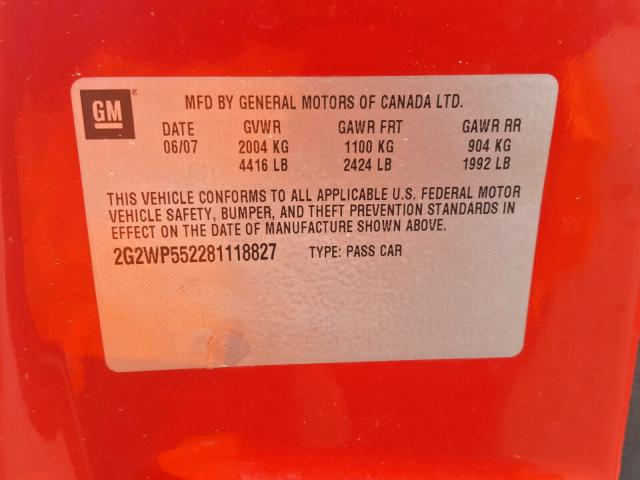 GM
MFD BY GENERAL MOTORS OF CANADA LTD.
DATE GVWR GAWR FRT GAWR RR
06/07 2004 KG 1100 KG 904 KG
4416 LB 2424 LB 1992 LB
THIS VEHICLE CONFORMS TO ALL APPLICABLE U.S. FEDERAL MOTOR
VEHICLE SAFETY, BUMPER, AND THEFT PREVENTION STANDARDS IN
EFFECT ON THE DATE OF MANUFACTURE SHOWN ABOVE.
2G2WP552281118827 TYPE: PASS CAR